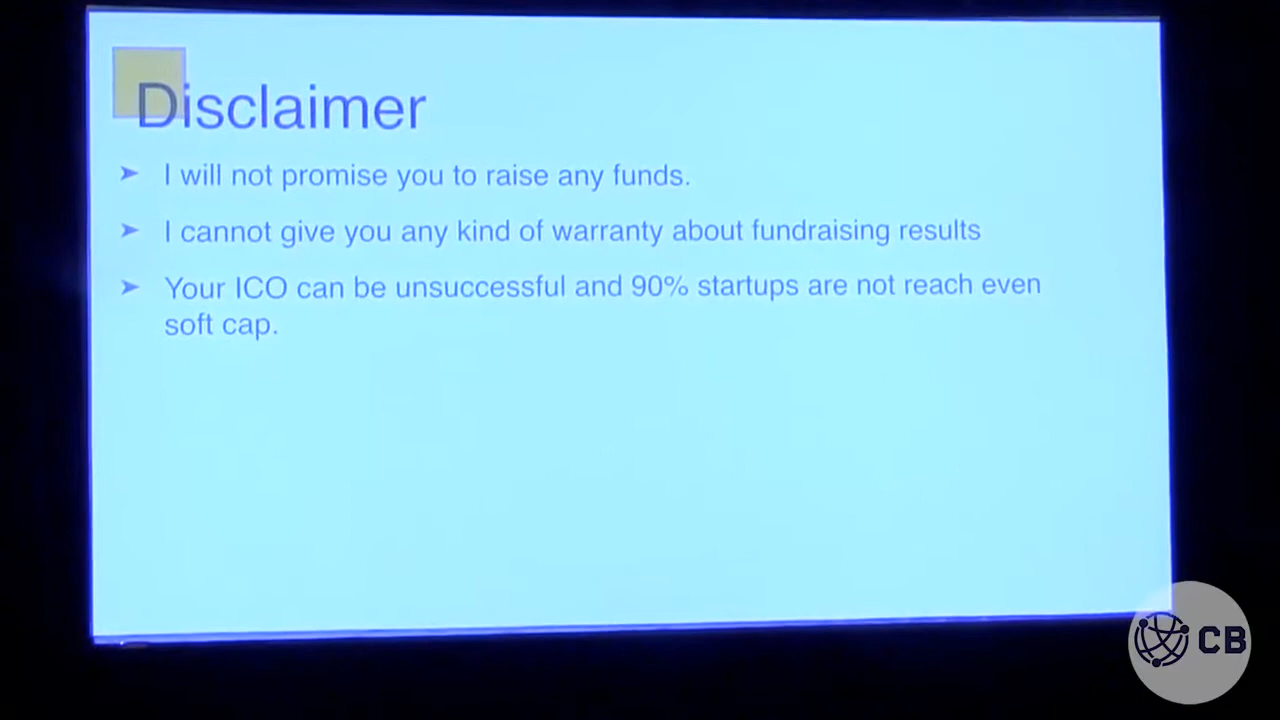 Disclaimer
➤ I will not promise you to raise any funds.
➤ I cannot give you any kind of warranty about fundraising results
➤ Your ICO can be unsuccessful and 90% startups are not reach even
soft cap.
CB